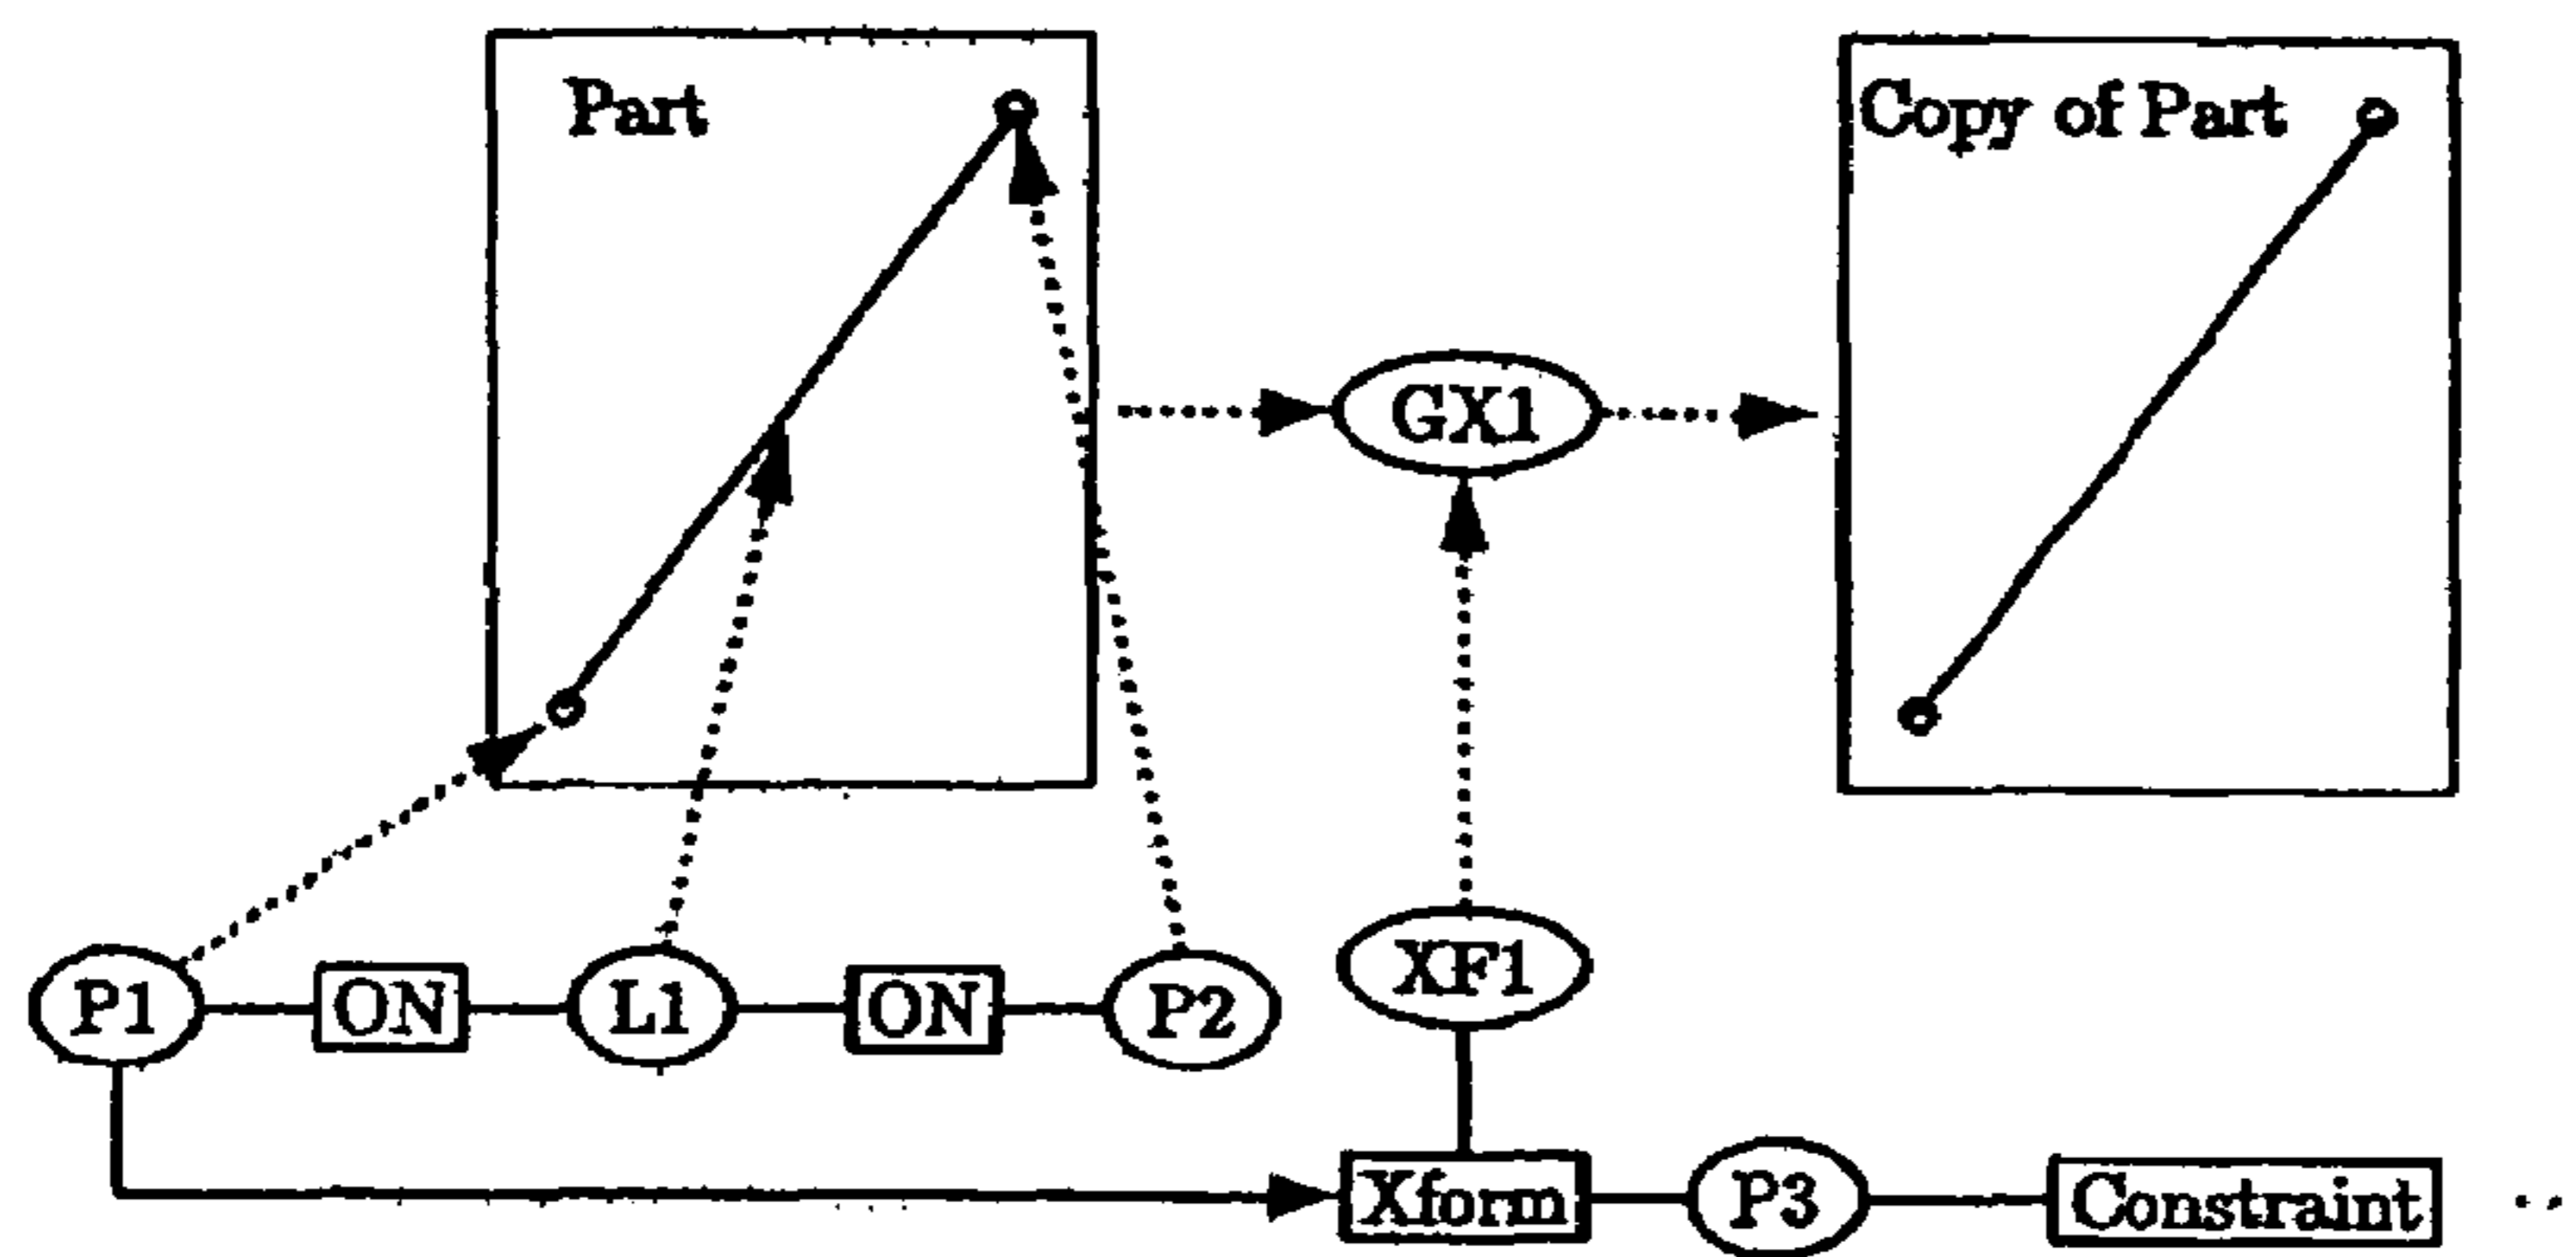 Part
Copy of Part
GX1
XF1
P1 ON L1 ON P2
Xform P3 Constraint ..